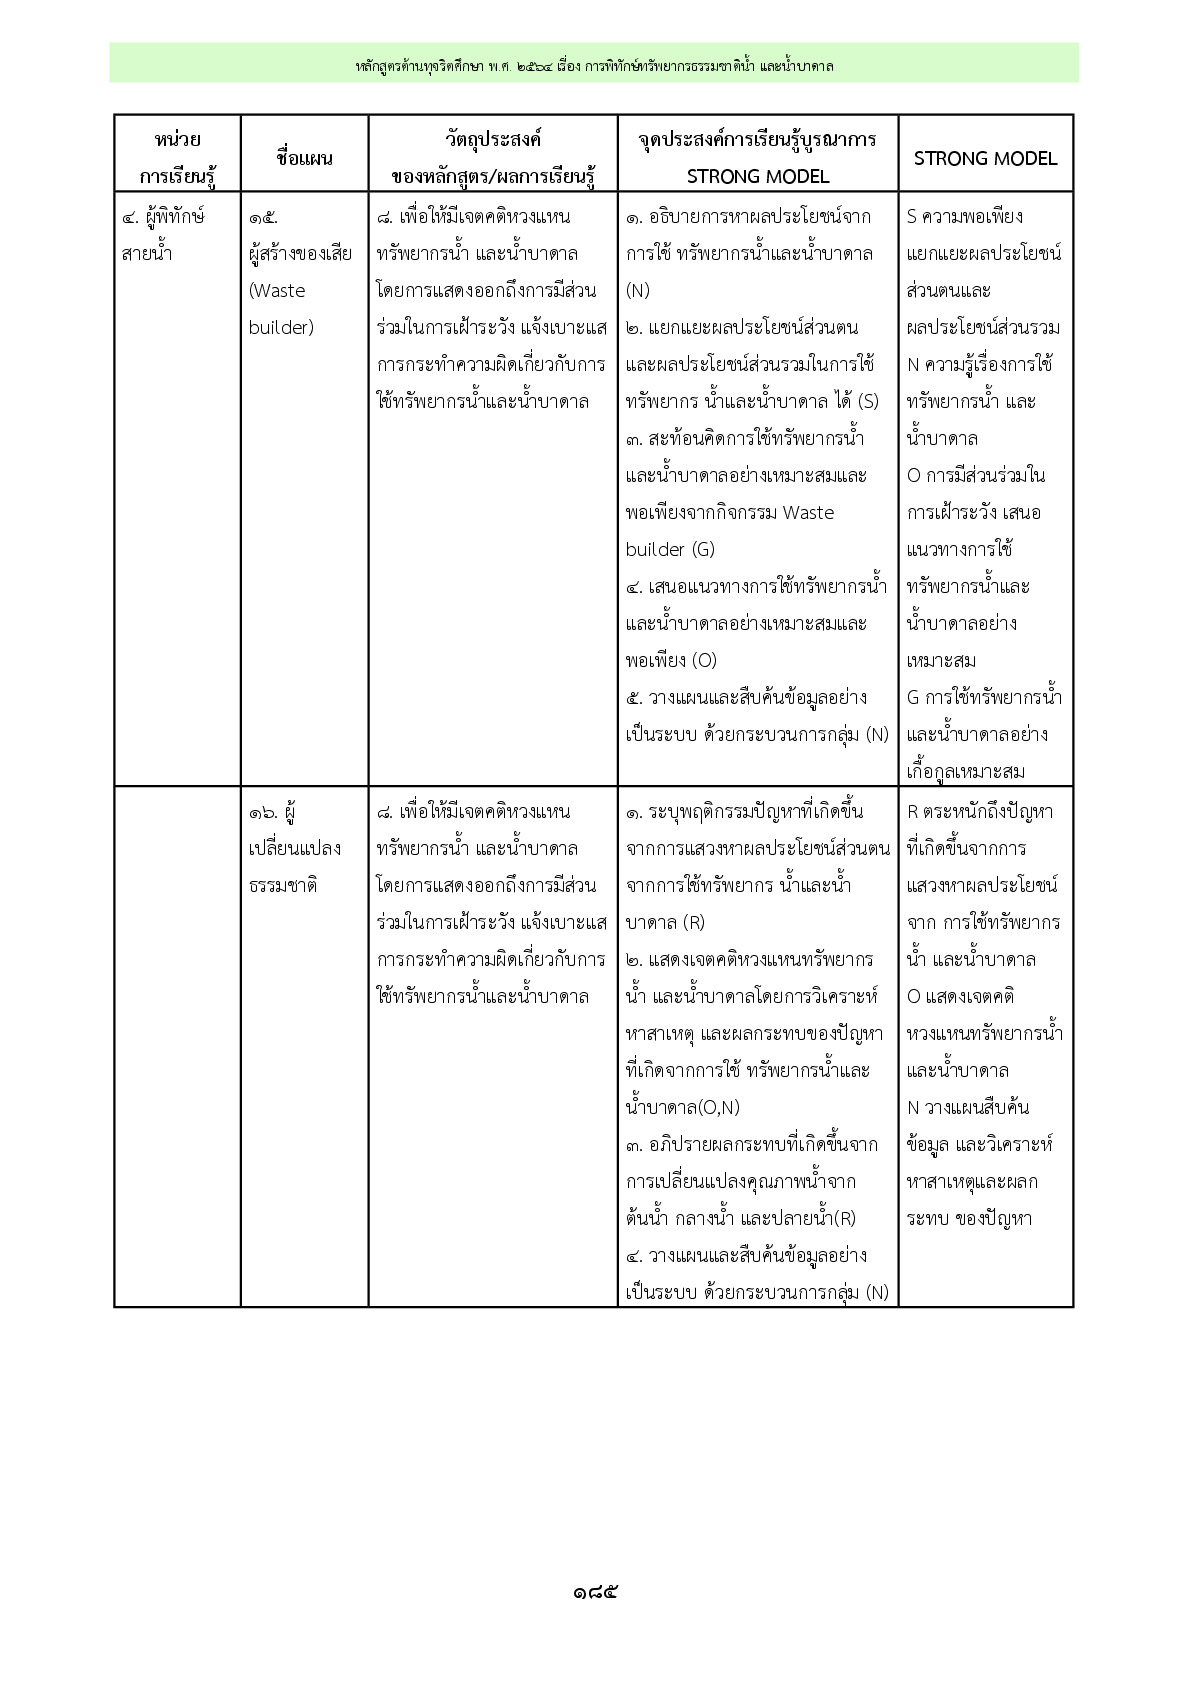 หลักสูตรต้านทุจริตศึกษา พ.ศ. ๒๕๖๔ เรื่อง การพิทักษ์ทรัพยากรธรรมชาติน้ำ และน้ำบาดาล
หน่วย
การเรียนรู้
ชื่อแผน
วัตถุประสงค์
ของหลักสูตร/ผลการเรียนรู้
จุดประสงค์การเรียนรู้บูรณาการ
STRONG MODEL
STRONG MODEL
๔. ผู้พิทักษ์
สายน้ำ
๑๕.
ผู้สร้างของเสีย
(Waste
builder)
๘. เพื่อให้มีเจตคติหวงแหน
ทรัพยากรน้ำ และน้ำบาดาล
โดยการแสดงออกถึงการมีส่วน
ร่วมในการเฝ้าระวัง แจ้งเบาะแส
การกระทำความผิดเกี่ยวกับการ
ใช้ทรัพยากรน้ำและน้ำบาดาล
๑. อธิบายการหาผลประโยชน์จาก
การใช้ ทรัพยากรน้ำและน้ำบาดาล
(N)
๒. แยกแยะผลประโยชน์ส่วนตน
และผลประโยชน์ส่วนรวมในการใช้
ทรัพยากร น้ำและน้ำบาดาล ได้ (S)
๓. สะท้อนคิดการใช้ทรัพยากรน้ำ
และน้ำบาดาลอย่างเหมาะสมและ
พอเพียงจากกิจกรรม Waste
builder (G)
๔. เสนอแนวทางการใช้ทรัพยากรน้ำ
และน้ำบาดาลอย่างเหมาะสมและ
พอเพียง (O)
๕. วางแผนและสืบค้นข้อมูลอย่าง
เป็นระบบ ด้วยกระบวนการกลุ่ม (N)
S ความพอเพียง
แยกแยะผลประโยชน์
ส่วนตนและ
ผลประโยชน์ส่วนรวม
N ความรู้เรื่องการใช้
ทรัพยากรน้ำ และ
น้ำบาดาล
O การมีส่วนร่วมใน
การเฝ้าระวัง เสนอ
แนวทางการใช้
ทรัพยากรน้ำและ
น้ำบาดาลอย่าง
เหมาะสม
G การใช้ทรัพยากรน้ำ
และน้ำบาดาลอย่าง
เกื้อกูลเหมาะสม
๑๖. ผู้
เปลี่ยนแปลง
ธรรมชาติ
๘. เพื่อให้มีเจตคติหวงแหน
ทรัพยากรน้ำ และน้ำบาดาล
โดยการแสดงออกถึงการมีส่วน
ร่วมในการเฝ้าระวัง แจ้งเบาะแส
การกระทำความผิดเกี่ยวกับการ
ใช้ทรัพยากรน้ำและน้ำบาดาล
๑. ระบุพฤติกรรมปัญหาที่เกิดขึ้น
จากการแสวงหาผลประโยชน์ส่วนตน
จากการใช้ทรัพยากร น้ำและน้ำ
บาดาล (R)
๒. แสดงเจตคติหวงแหนทรัพยากร
น้ำ และน้ำบาดาลโดยการวิเคราะห์
หาสาเหตุ และผลกระทบของปัญหา
ที่เกิดจากการใช้ ทรัพยากรน้ำและ
น้ำบาดาล(O,N)
๓. อภิปรายผลกระทบที่เกิดขึ้นจาก
การเปลี่ยนแปลงคุณภาพน้ำจาก
ต้นน้ำ กลางน้ำ และปลายน้ำ(R)
๔. วางแผนและสืบค้นข้อมูลอย่าง
เป็นระบบ ด้วยกระบวนการกลุ่ม (N)
R ตระหนักถึงปัญหา
ที่เกิดขึ้นจากการ
แสวงหาผลประโยชน์
จาก การใช้ทรัพยากร
น้ำ และน้ำบาดาล
O แสดงเจตคติ
หวงแหนทรัพยากรน้ำ
และน้ำบาดาล
N วางแผนสืบค้น
ข้อมูล และวิเคราะห์
หาสาเหตุและผลก
ระทบ ของปัญหา
๑๘๕